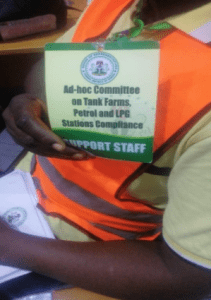 Ad-hoc Committee
on Tank Farms,
Petrol and LPG
Stations Compliance
SUPPORT STAFF